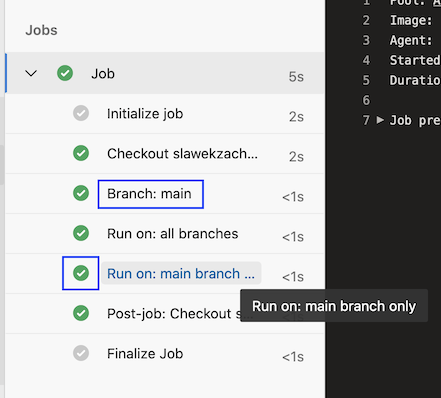 Jobs
Job 5s
Initialize job 2s
Checkout slawekzach... 2s
Branch: main <1s
Run on: all branches <1s
Run on: main branch ... <1s
Run on: main branch only
Post-job: Checkout s
Finalize Job <1s
1 Pool:
2 Image:
3 Agent:
4 Started
5 Duratio
6
7 Job pre